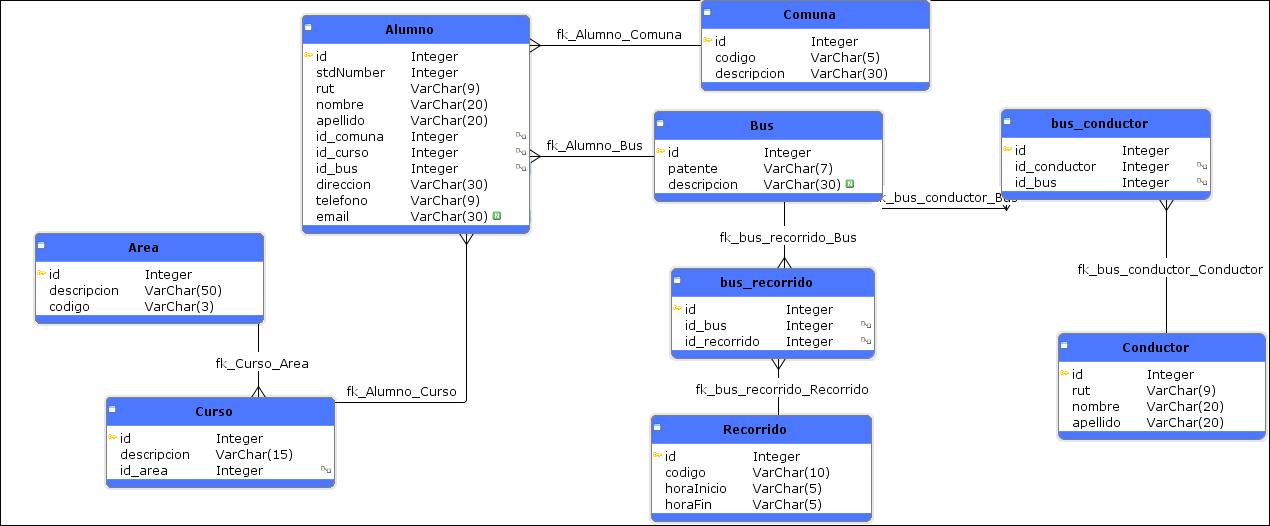 Alumno
id Integer
stdNumber Integer
rut VarChar(9)
nombre VarChar(20)
apellido VarChar(20)
id_comuna Integer
id_curso Integer
id_bus Integer
direccion VarChar(30)
telefono VarChar(9)
email VarChar(30) N
fk_Alumno_Comuna
Comuna
id Integer
codigo VarChar(5)
descripcion VarChar(30)
fk_Alumno_Bus
Bus
id Integer
patente VarChar(7)
descripcion VarChar(30) N
fk_bus_conductor_Bus
bus_conductor
id Integer
id_conductor Integer
id_bus Integer
fk_bus_recorrido_Bus
fk_bus_conductor_Conductor
Area
id Integer
descripcion VarChar(50)
codigo VarChar(3)
bus_recorrido
id Integer
id_bus Integer
id_recorrido Integer
Conductor
id Integer
rut VarChar(9)
nombre VarChar(20)
apellido VarChar(20)
fk_Curso_Area
fk_Alumno_Curso
fk_bus_recorrido_Recorrido
Curso
id Integer
descripcion VarChar(15)
id_area Integer
Recorrido
id Integer
codigo VarChar(10)
horaInicio VarChar(5)
horaFin VarChar(5)